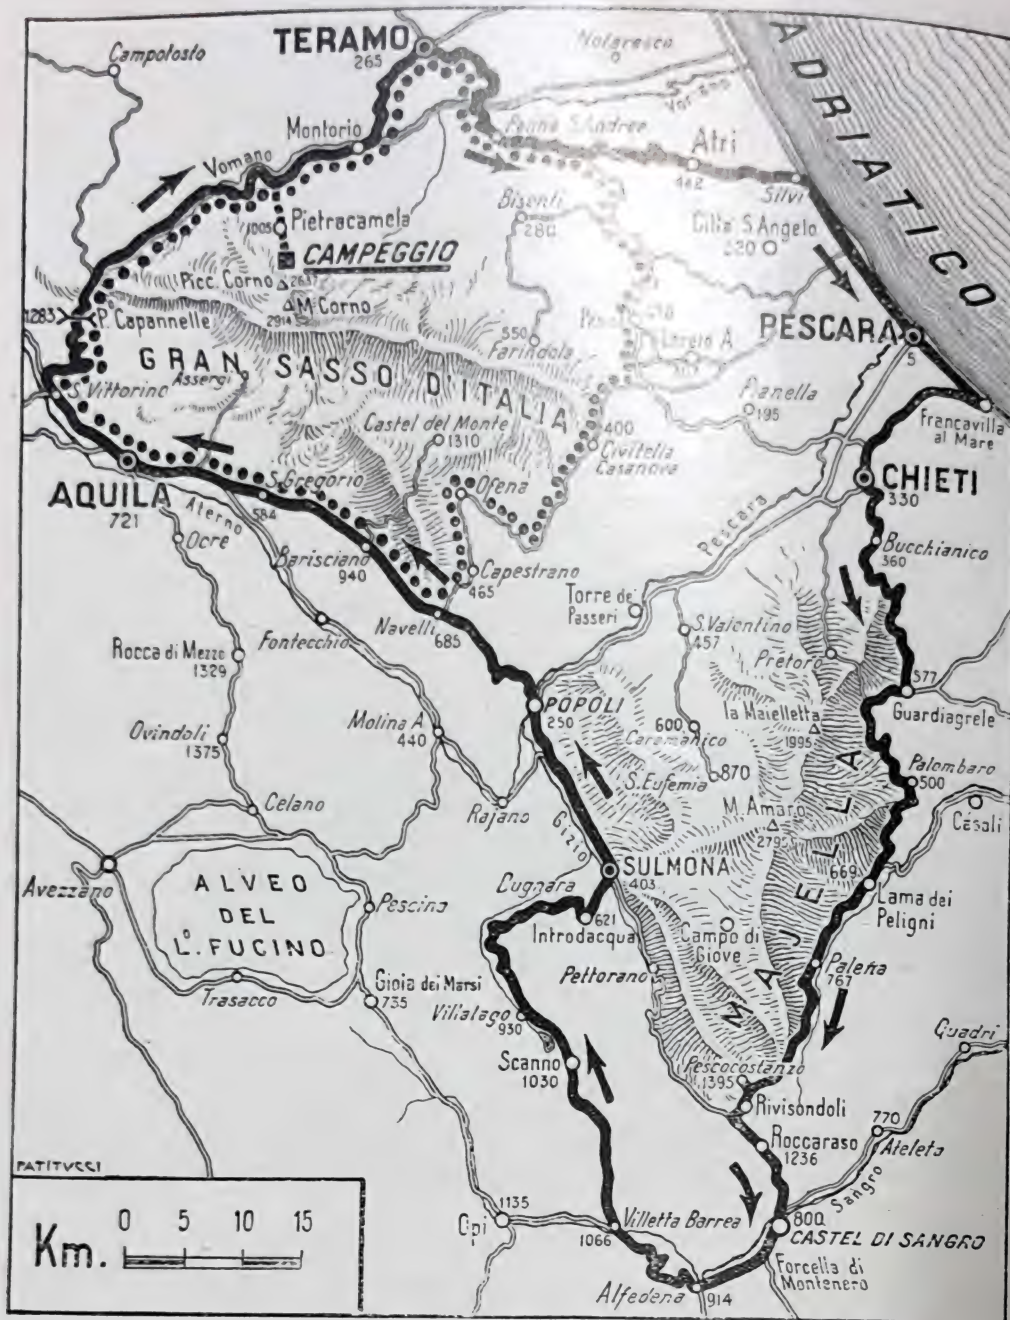 TERAMO
265
Campotosto
Notaresco
ADRIATICO
Montorio
Vomano
Penna S. Andrea
Atri
442
Silvi
Pietracamela
1005
Bisenti
280
Città S. Angelo
320
CAMPEGGIO
Picc. Corno
2637
M. Corno
2914
1283
P.º Capannelle
PESCARA
5
550
Farindola
Loreto A.
GRAN SASSO D'ITALIA
S. Vittorino
Assergi
Pianella
195
Castel del Monte
1310
400
Civitella
Casanova
Francavilla
al Mare
AQUILA
721
S. Gregorio
584
Ofena
CHIETI
330
Aterno
Ocre
Barisciano
940
Pescara
Bucchianico
360
Capestrano
465
Torre de'
Passeri
Navelli
685
Fontecchio
S. Valentino
457
Rocca di Mezzo
1329
Pretoro
577
Guardiagrele
POPOLI
250
la Maielletta
1995
600
Caramanico
Ovindoli
1375
Molina A
440
870
S. Eufemia
Palombaro
500
Celano
Rajano
Gizio
M. Amaro
2795
Casali
Avezzano
SULMONA
403
669
Lama dei
Peligni
ALVEO
DEL
L.º FUCINO
Pescina
Cugnara
621
Introdacqua
Campo di
Giove
MAJELLA
Trasacco
Gioia dei Marsi
735
Pettorano
Palena
767
Villalago
930
Quadri
Scanno
1030
Pescocostanzo
1395
Rivisondoli
770
Ateleta
Roccaraso
1236
Sangro
PATITUCCI
1135
Opi
Villetta Barrea
1066
800
CASTEL DI SANGRO
Km.
0 5 10 15
Forcella di
Montenero
Alfedena
914